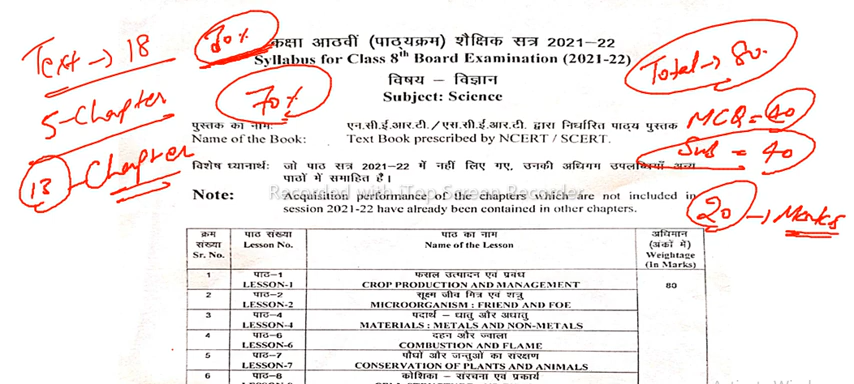 Text → 18
30%
Total → 80
कक्षा आठवीं (पाठ्यक्रम) शैक्षिक सत्र 2021–22
Syllabus for Class 8th Board Examination (2021-22)
विषय – विज्ञान
Subject: Science
5-Chapter
70%
13-Chapter
पुस्तक का नाम: एन.सी.ई.आर.टी./एस.सी.ई.आर.टी. द्वारा निर्धारित पाठ्य पुस्तक
MCQ = 40
Name of the Book: Text Book prescribed by NCERT / SCERT.
Sub = 40
विशेष ध्यानार्थ: जो पाठ सत्र 2021–22 में नहीं लिए गए, उनकी अधिगम उपलब्धियाँ अन्य
पाठों में समाहित है।
Recorded with iTop Screen Recorder
Note: Acquisition performance of the chapters which are not included in
session 2021-22 have already been contained in other chapters.
20 → Marks
क्रम संख्या Sr. No. पाठ संख्या Lesson No. पाठ का नाम Name of the Lesson अधिमान (अंकों में) Weightage (In Marks)
1 पाठ–1 फसल उत्पादन एवं प्रबंध 80
LESSON-1 CROP PRODUCTION AND MANAGEMENT
2 पाठ–2 सूक्ष्म जीव मित्र एवं शत्रु
LESSON-2 MICROORGANISM : FRIEND AND FOE
3 पाठ–4 पदार्थ – धातु और अधातु
LESSON-4 MATERIALS : METALS AND NON-METALS
4 पाठ–6 दहन और ज्वाला
LESSON-6 COMBUSTION AND FLAME
5 पाठ–7 पौधों और जन्तुओं का संरक्षण
LESSON-7 CONSERVATION OF PLANTS AND ANIMALS
6 पाठ–8 कोशिका – संरचना एवं प्रकार्य